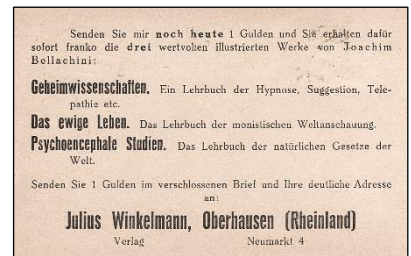 Senden Sie mir noch heute 1 Gulden und Sie erhalten dafür
sofort franko die drei wertvollen illustrierten Werke von Joachim
Bellachini:
Geheimwissenschaften. Ein Lehrbuch der Hypnose, Suggestion, Tele-
pathie etc.
Das ewige Leben. Das Lehrbuch der monistischen Weltanschauung.
Psychoencephale Studien. Das Lehrbuch der natürlichen Gesetze der
Welt.
Senden Sie 1 Gulden im verschlossenen Brief und Ihre deutliche Adresse
an:
Julius Winkelmann, Oberhausen (Rheinland)
Verlag Neumarkt 4